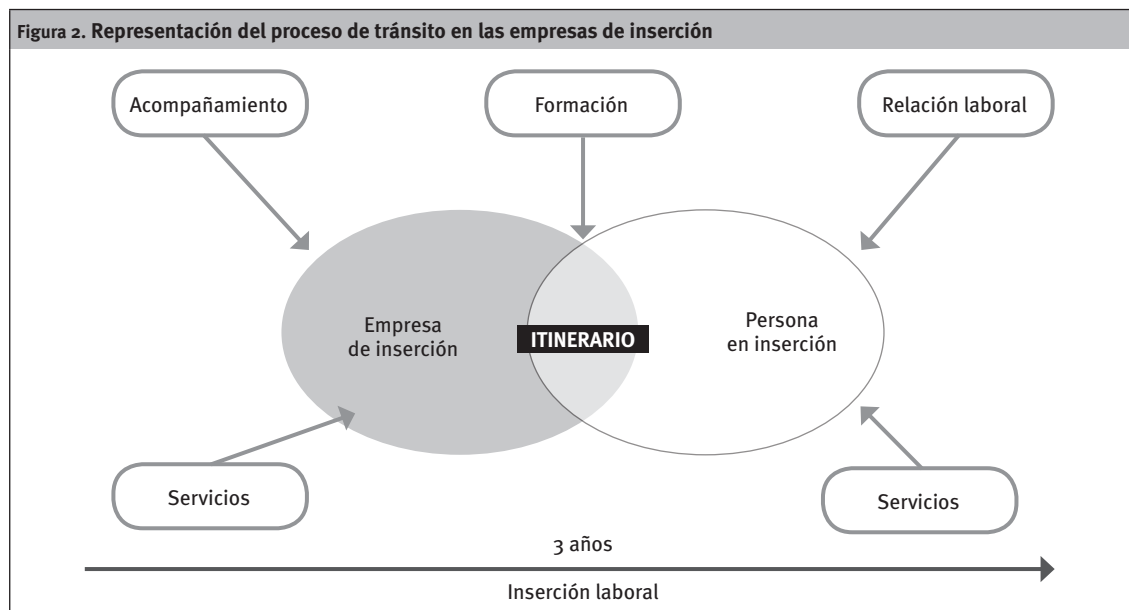 Figura 2. Representación del proceso de tránsito en las empresas de inserción
Acompañamiento
Formación
Relación laboral
Empresa
de inserción
ITINERARIO
Persona
en inserción
Servicios
Servicios
3 años
Inserción laboral